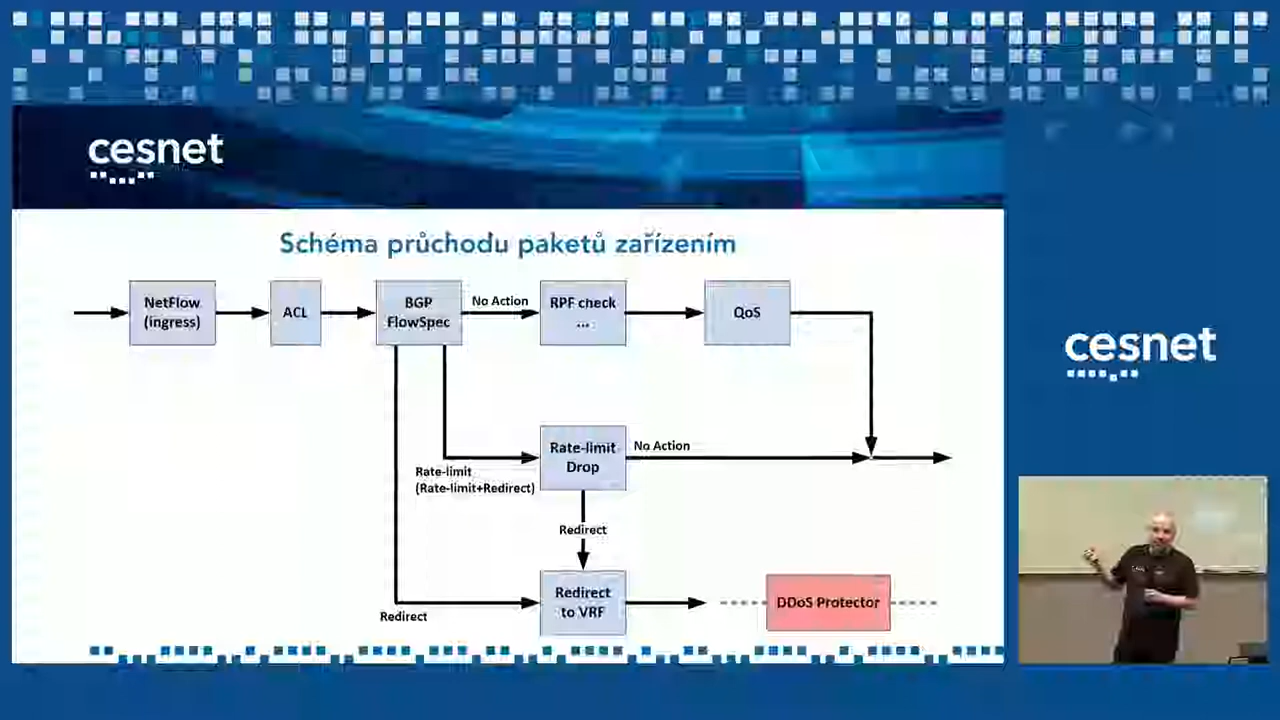 cesnet
Schéma průchodu paketů zařízením
NetFlow
(ingress)
ACL
BGP
FlowSpec
No Action
RPF check
...
QoS
Rate-limit
Drop
No Action
Rate-limit
(Rate-limit+Redirect)
Redirect
Redirect
to VRF
Redirect
DDoS Protector
cesnet